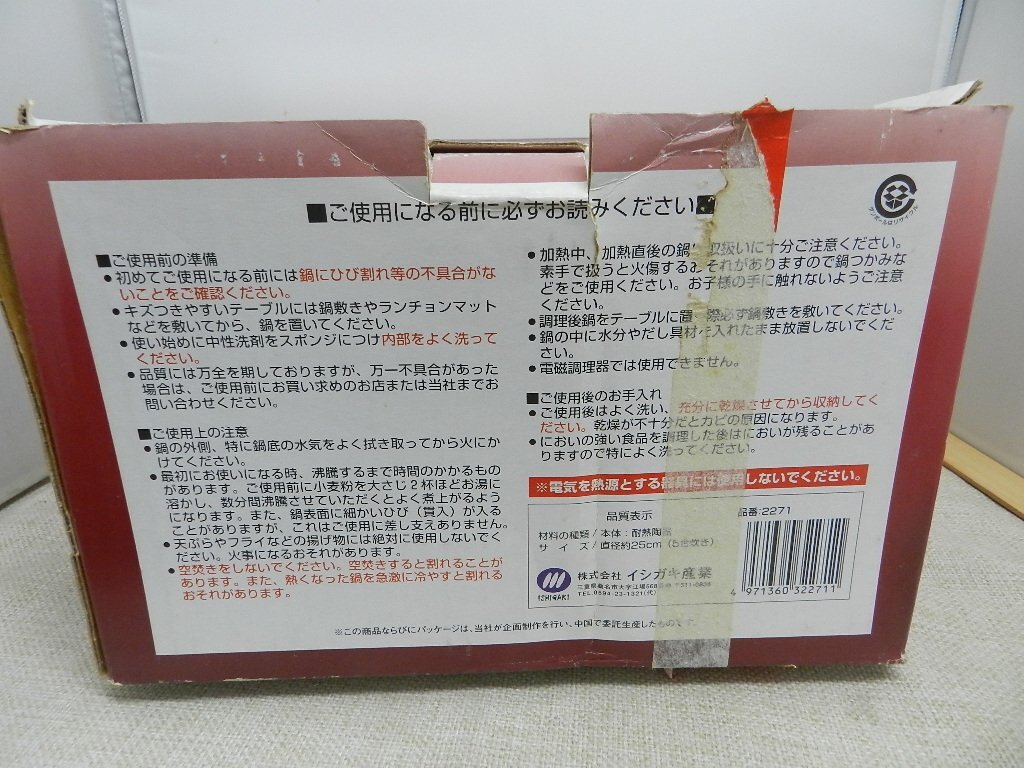 ■ご使用になる前に必ずお読みください■
ダンボールはリサイクル
■ご使用前の準備
●初めてご使用になる前には鍋にひび割れ等の不具合がな
いことをご確認ください。
●キズつきやすいテーブルには鍋敷きやランチョンマット
などを敷いてから、鍋を置いてください。
●使い始めに中性洗剤をスポンジにつけ内部をよく洗って
ください。
●品質には万全を期しておりますが、万一不具合があった
場合は、ご使用前にお買い求めのお店または当社までお
問い合わせください。
■ご使用上の注意
●鍋の外側、特に鍋底の水気をよく拭き取ってから火にか
けてください。
●最初にお使いになる時、沸騰するまで時間のかかるもの
があります。ご使用前に小麦粉を大さじ2杯ほどお湯に
溶かし、数分間沸騰させていただくとよく煮上がるよう
になります。また、鍋表面に細かいひび(貫入)が入る
ことがありますが、これはご使用に差し支えありません。
●天ぷらやフライなどの揚げ物には絶対に使用しないでく
ださい。火事になるおそれがあります。
●空焚きをしないでください。空焚きすると割れることが
あります。また、熱くなった鍋を急激に冷やすと割れる
おそれがあります。
●加熱中、加熱直後の鍋 取扱いに十分ご注意ください。
素手で扱うと火傷するおそれがありますので鍋つかみな
どをご使用ください。お子様の手に触れないようご注意
ください。
●調理後鍋をテーブルに置 際必ず鍋敷きを敷いてください。
●鍋の中に水分やだし具材を入れたまま放置しないでくだ
さい。
●電磁調理器では使用できません。
■ご使用後のお手入れ
●ご使用後はよく洗い、充分に乾燥させてから収納してく
ださい。乾燥が不十分だとカビの原因になります。
●においの強い食品を調理した後はにおいが残ることがあ
りますので特によく洗ってください。
※電気を熱源とする器具には使用しないでください。
品質表示 品番:2271
材料の種類/本体:耐熱陶器
サイズ/直径約25cm(5合炊き)
ISHIGAKI
株式会社 イシガキ産業
三重県桑名市大字江場
TEL.0594-23-1321(代)
4 971360 322711
※この商品ならびにパッケージは、当社が企画制作を行い、中国で委託生産したものです。